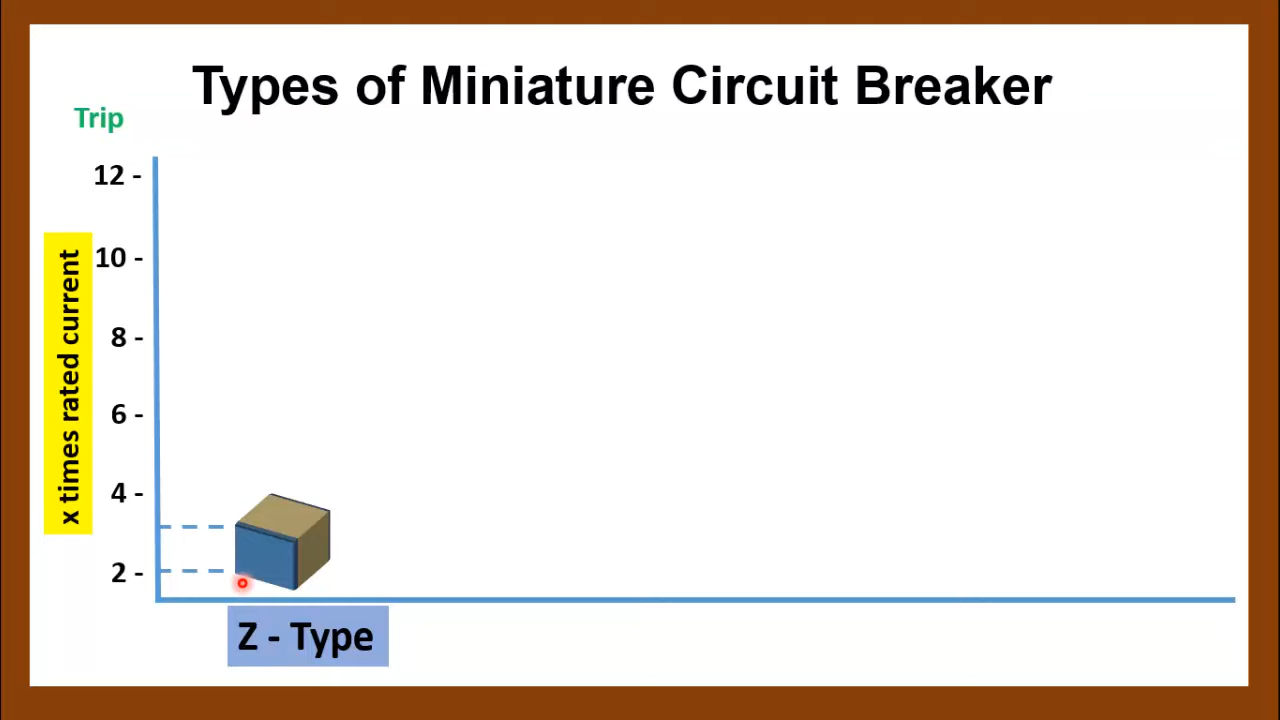 Types of Miniature Circuit Breaker
Trip
12 -
10 -
8 -
6 -
4 -
2 -
x times rated current
Z - Type